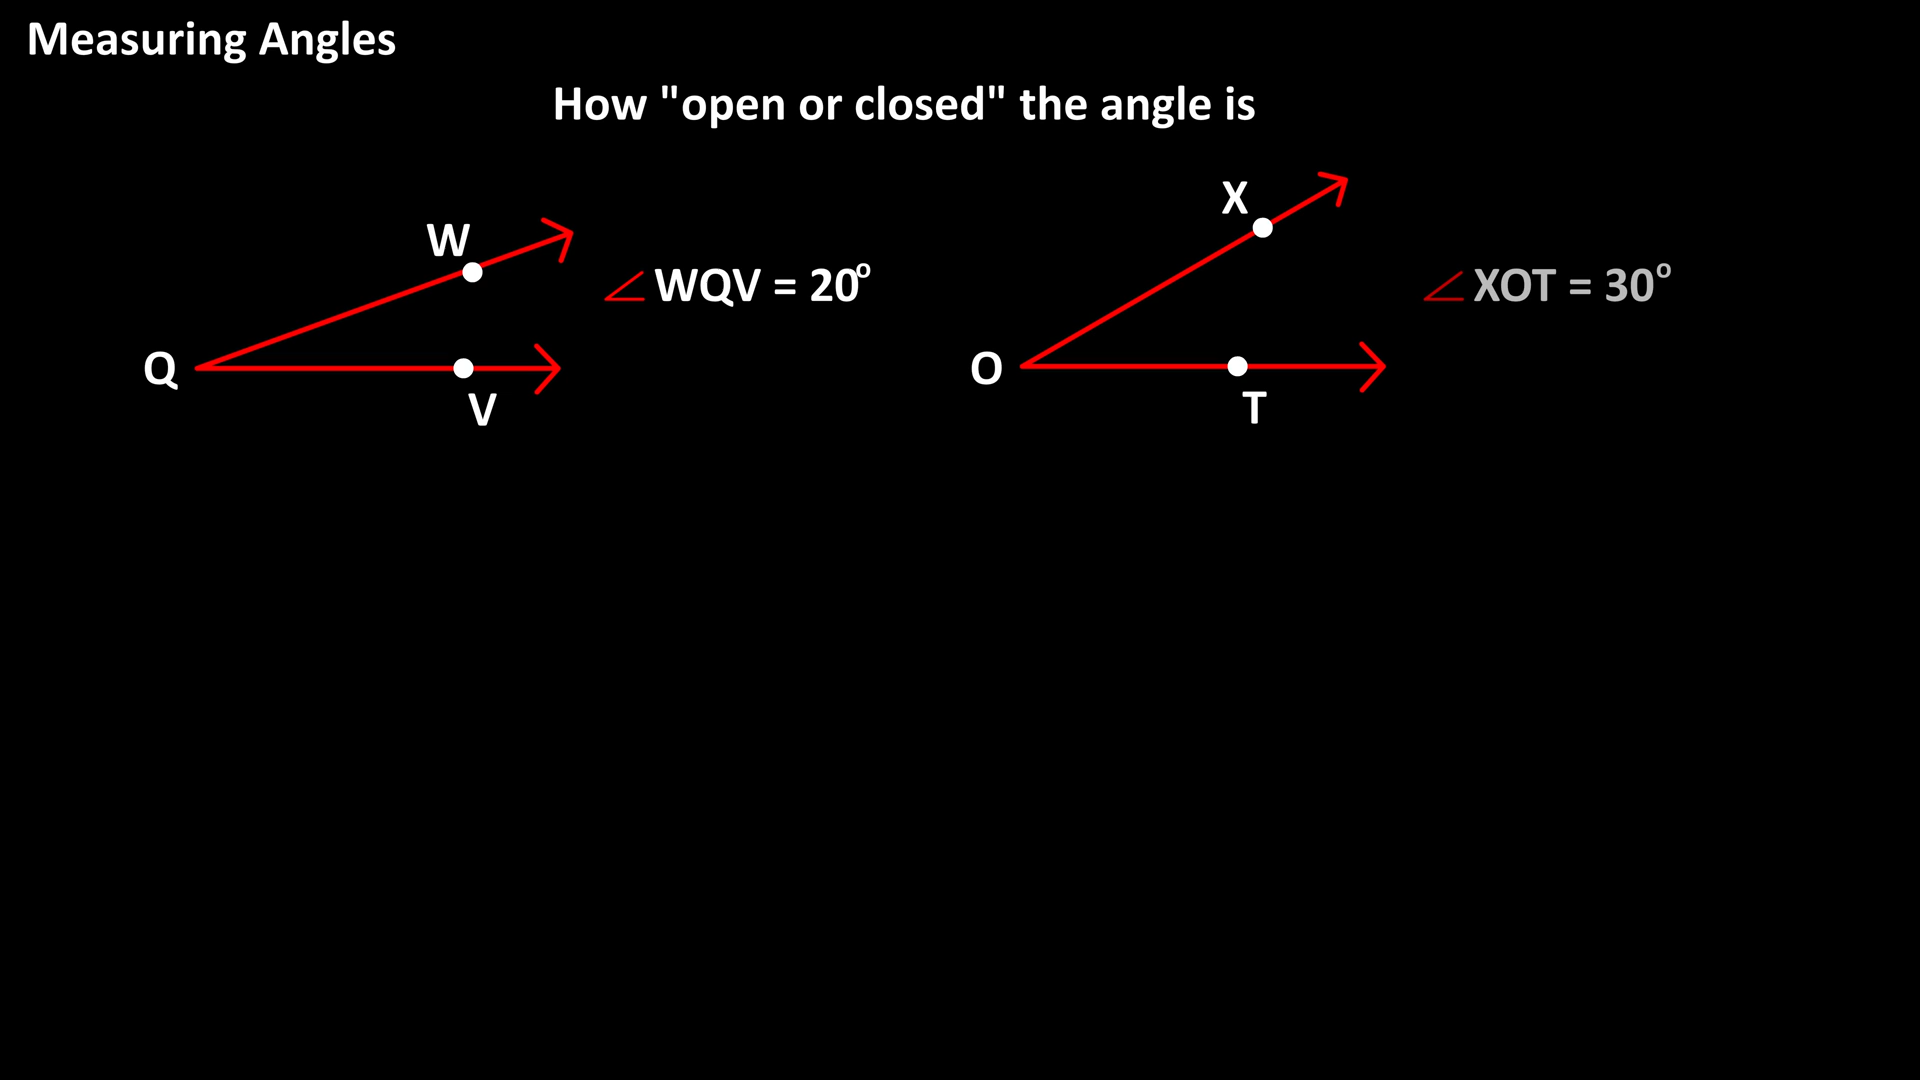 Measuring Angles
How "open or closed" the angle is
W
∠WQV = 20°
Q
V
X
∠XOT = 30°
O
T